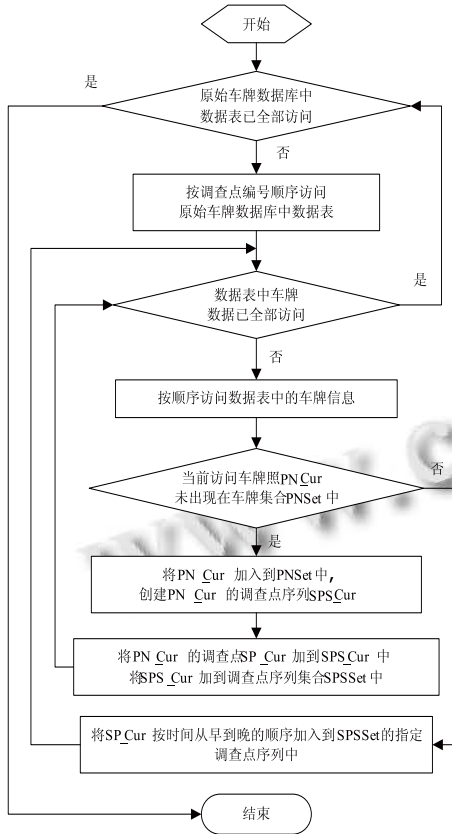 开始
是
原始车牌数据库中
数据表已全部访问
否
按调查点编号顺序访问
原始车牌数据库中数据表
是
数据表中车牌
数据已全部访问
否
按顺序访问数据表中的车牌信息
当前访问车牌照PN_Cur
未出现在车牌集合PNSet 中
否
是
将PN_Cur 加入到PNSet 中，
创建PN_Cur 的调查点序列SPS_Cur
将PN_Cur 的调查点SP_Cur 加到SPS_Cur 中
将SPS_Cur 加到调查点序列集合SPSSet 中
将SP_Cur 按时间从早到晚的顺序加入到SPSSet的指定
调查点序列中
结束